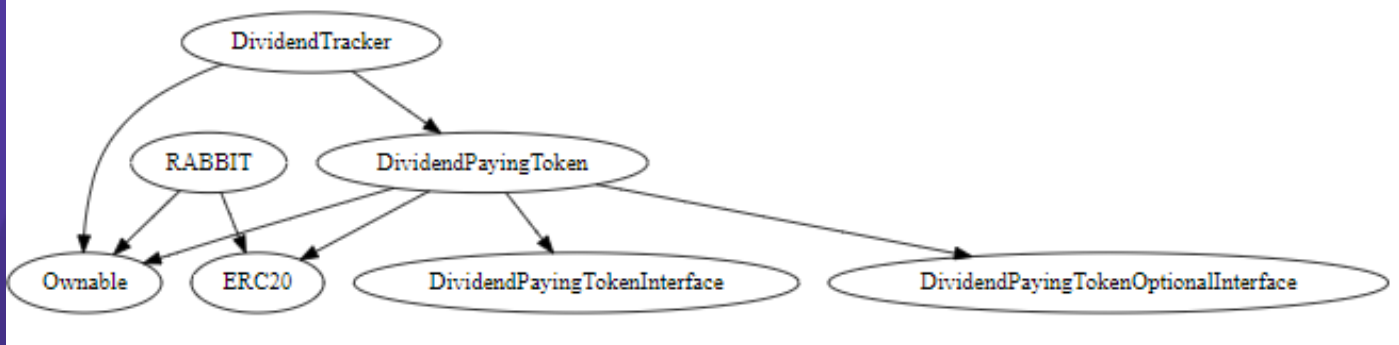 DividendTracker
RABBIT
DividendPayingToken
Ownable
ERC20
DividendPayingTokenInterface
DividendPayingTokenOptionalInterface